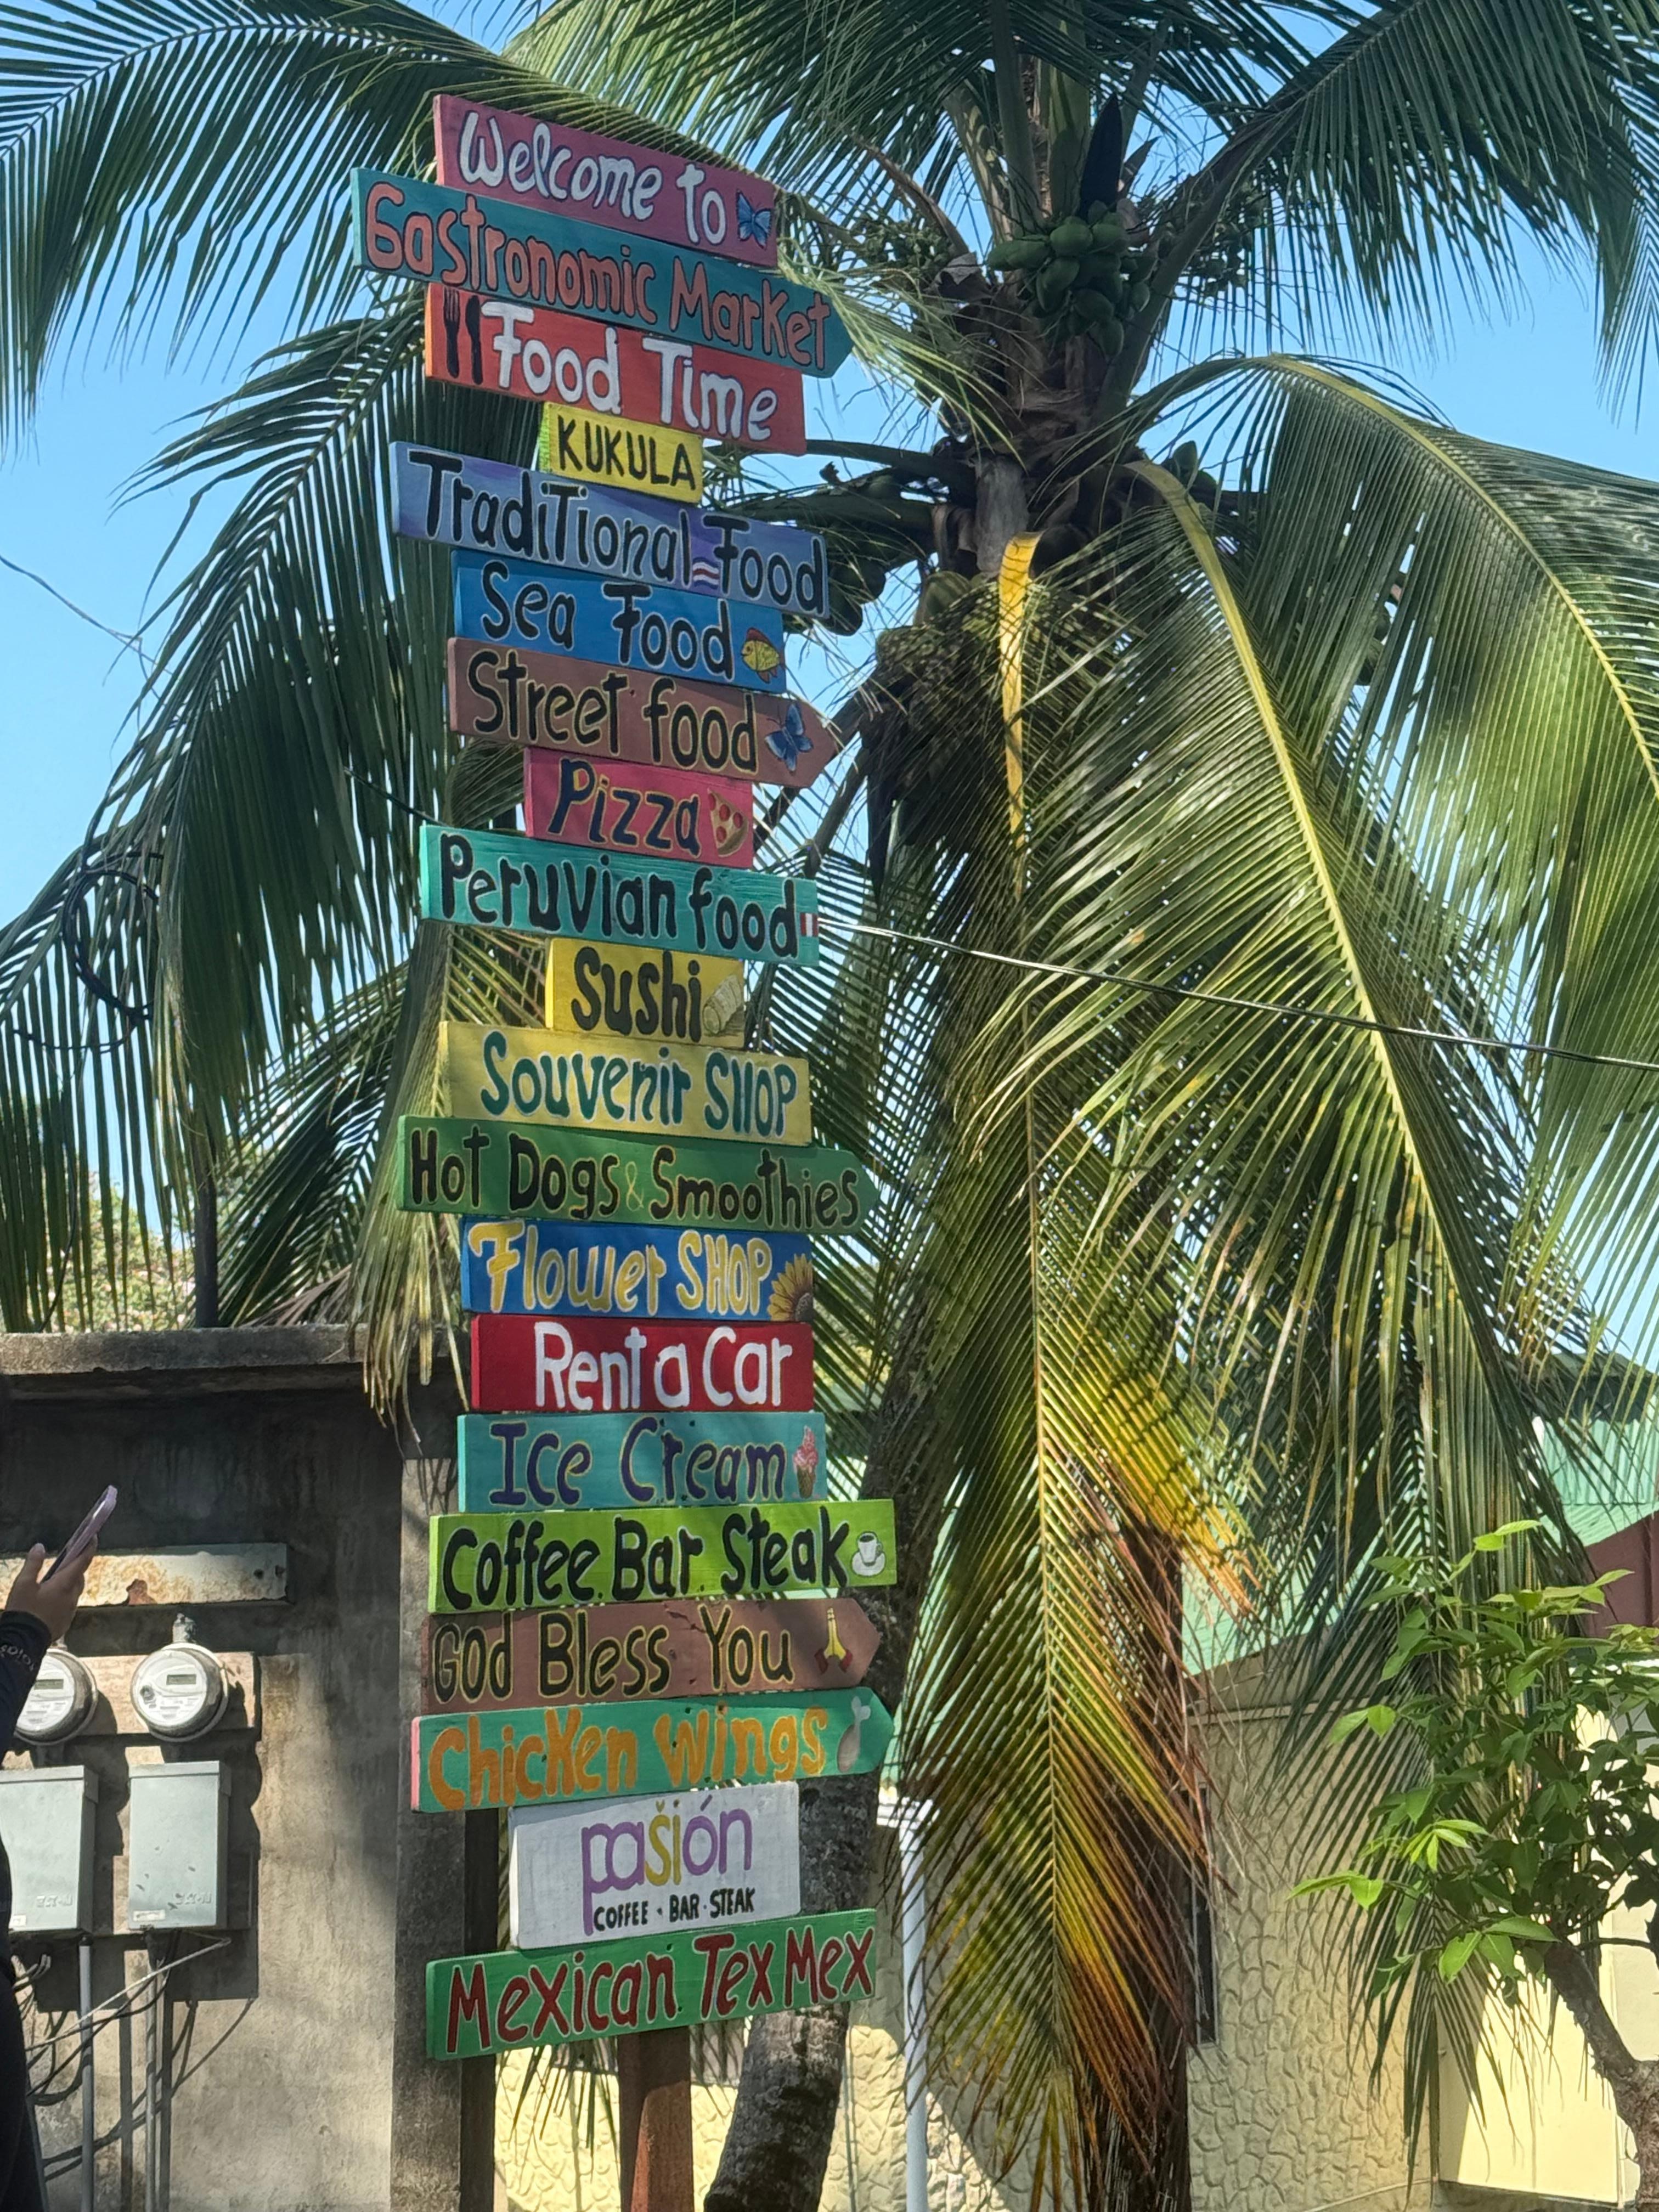 Welcome to
Gastronomic Market
Food Time
KUKULA
Traditional Food
Sea Food
Street food
Pizza
Peruvian food
Sushi
Souvenir SHOP
Hot Dogs & Smoothies
Flower SHOP
Rent a Car
Ice Cream
Coffee Bar Steak
God Bless You
Chicken Wings
pasión
COFFEE · BAR · STEAK
Mexican Tex Mex